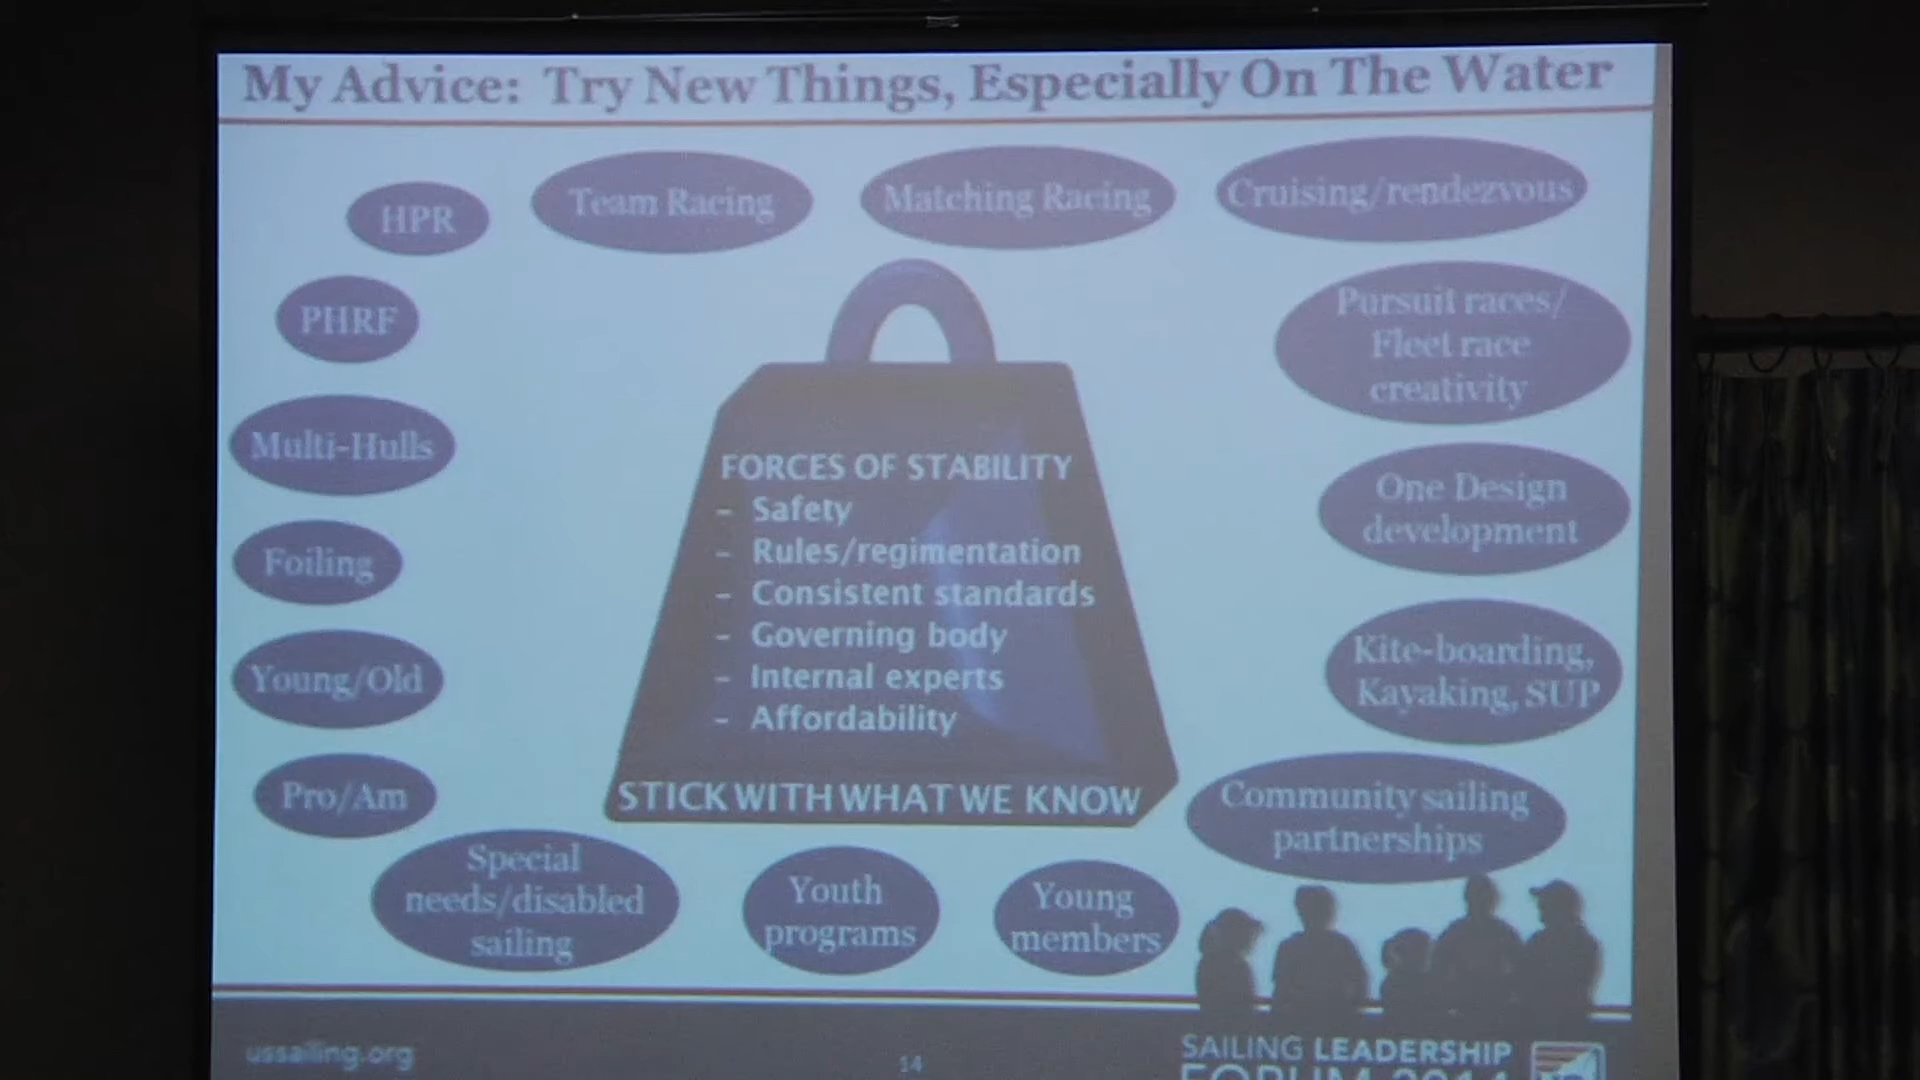 My Advice: Try New Things, Especially On The Water
HPR
Team Racing
Matching Racing
Cruising/rendezvous
PHRF
Pursuit races/
Fleet race
creativity
Multi-Hulls
One Design
development
Foiling
Kite-boarding,
Kayaking, SUP
Young/Old
Pro/Am
Community sailing
partnerships
Special
needs/disabled
sailing
Youth
programs
Young
members
FORCES OF STABILITY
- Safety
- Rules/regimentation
- Consistent standards
- Governing body
- Internal experts
- Affordability
STICK WITH WHAT WE KNOW
ussailing.org
14
SAILING LEADERSHIP
FORUM 2014